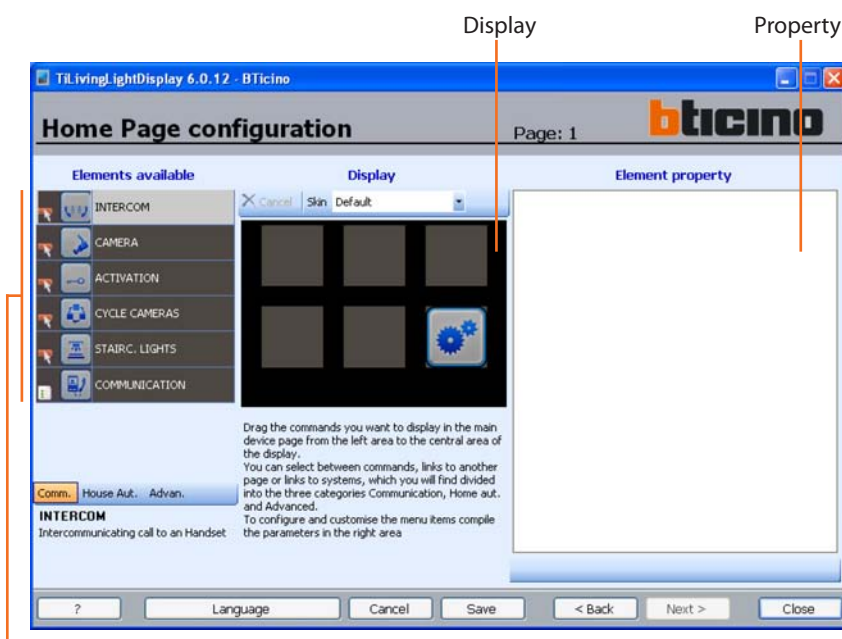 Display Property
TiLivingLightDisplay 6.0.12 - BTicino
Home Page configuration
Page: 1
bticino
Elements available
Display
Element property
Cancel Skin Default
INTERCOM
CAMERA
ACTIVATION
CYCLE CAMERAS
STAIRC. LIGHTS
COMMUNICATION
Drag the commands you want to display in the main
device page from the left area to the central area of
the display.
You can select between commands, links to another
page or links to systems, which you will find divided
into the three categories Communication, Home aut.
and Advanced.
To configure and customise the menu items compile
the parameters in the right area
Comm. House Aut. Advan.
INTERCOM
Intercommunicating call to an Handset
? Language Cancel Save < Back Next > Close